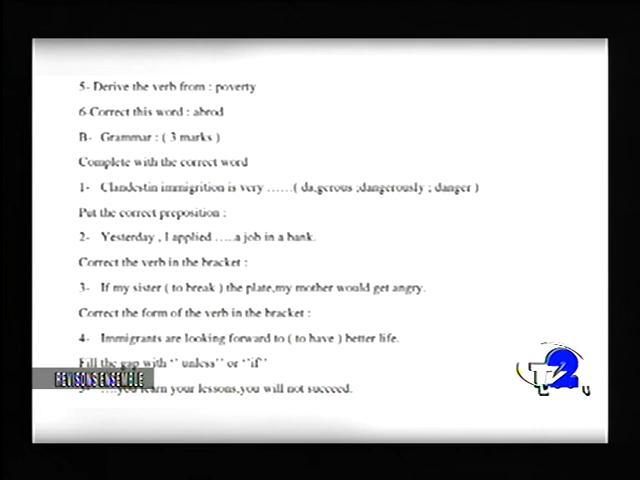 5- Derive the verb from : poverty
6-Correct this word : abrod
B- Grammar : ( 3 marks )
Complete with the correct word
1- Clandestin immigrition is very ......( da,gerous ;dangerously ; danger )
Put the correct preposition :
2- Yesterday , I applied .....a job in a bank.
Correct the verb in the bracket :
3- If my sister ( to break ) the plate,my mother would get angry.
Correct the form of the verb in the bracket :
4- Immigrants are looking forward to ( to have ) better life.
Fill the gap with ‘‘ unless’’ or ‘‘if’’
REVISONS ENSEMBLE
5- ....you learn your lessons,you will not succeed.
2